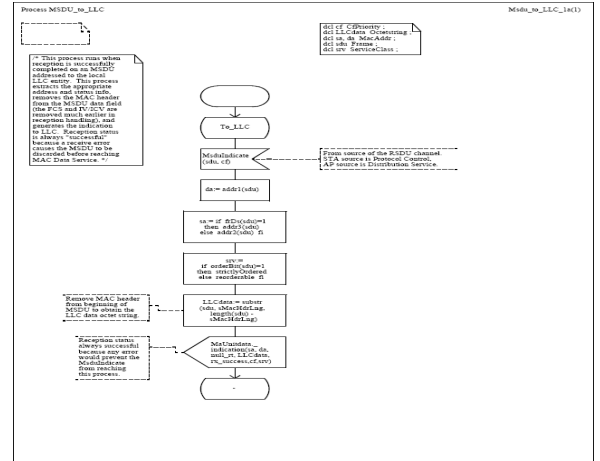 Process MSDU_to_LLC
Msdu_to_LLC_1a(1)
dcl cf CfPriority ;
dcl LLCdata Octetstring ;
dcl sa, da MacAddr ;
dcl sdu Frame ;
dcl srv ServiceClass ;
/* This process runs when
reception is successfully
completed on an MSDU
addressed to the local
LLC entity. This process
extracts the appropriate
address and status info,
removes the MAC header
from the MSDU data field
(the FCS and IV/ICV are
removed much earlier in
reception handling), and
generates the indication
to LLC. Reception status
is always "successful"
because a receive error
causes the MSDU to be
discarded before reaching
MAC Data Service. */
To_LLC
MsduIndicate
(sdu, cf)
From source of the RSDU channel.
STA source is Protocol Control,
AP source is Distribution Service.
da:= addr1(sdu)
sa:= if frDs(sdu)=1
then addr3(sdu)
else addr2(sdu) fi
srv:=
if orderBit(sdu)=1
then strictlyOrdered
else reorderable fi
Remove MAC header
from beginning of
MSDU to obtain the
LLC data octet string.
LLCdata:= substr
(sdu, sMacHdrLng,
length(sdu) -
sMacHdrLng)
Reception status
always successful
because any error
would prevent the
MsduIndicate
from reaching
this process.
MaUnitdata_
indication(sa, da,
null_rt, LLCdata,
rx_success,cf,srv)
-